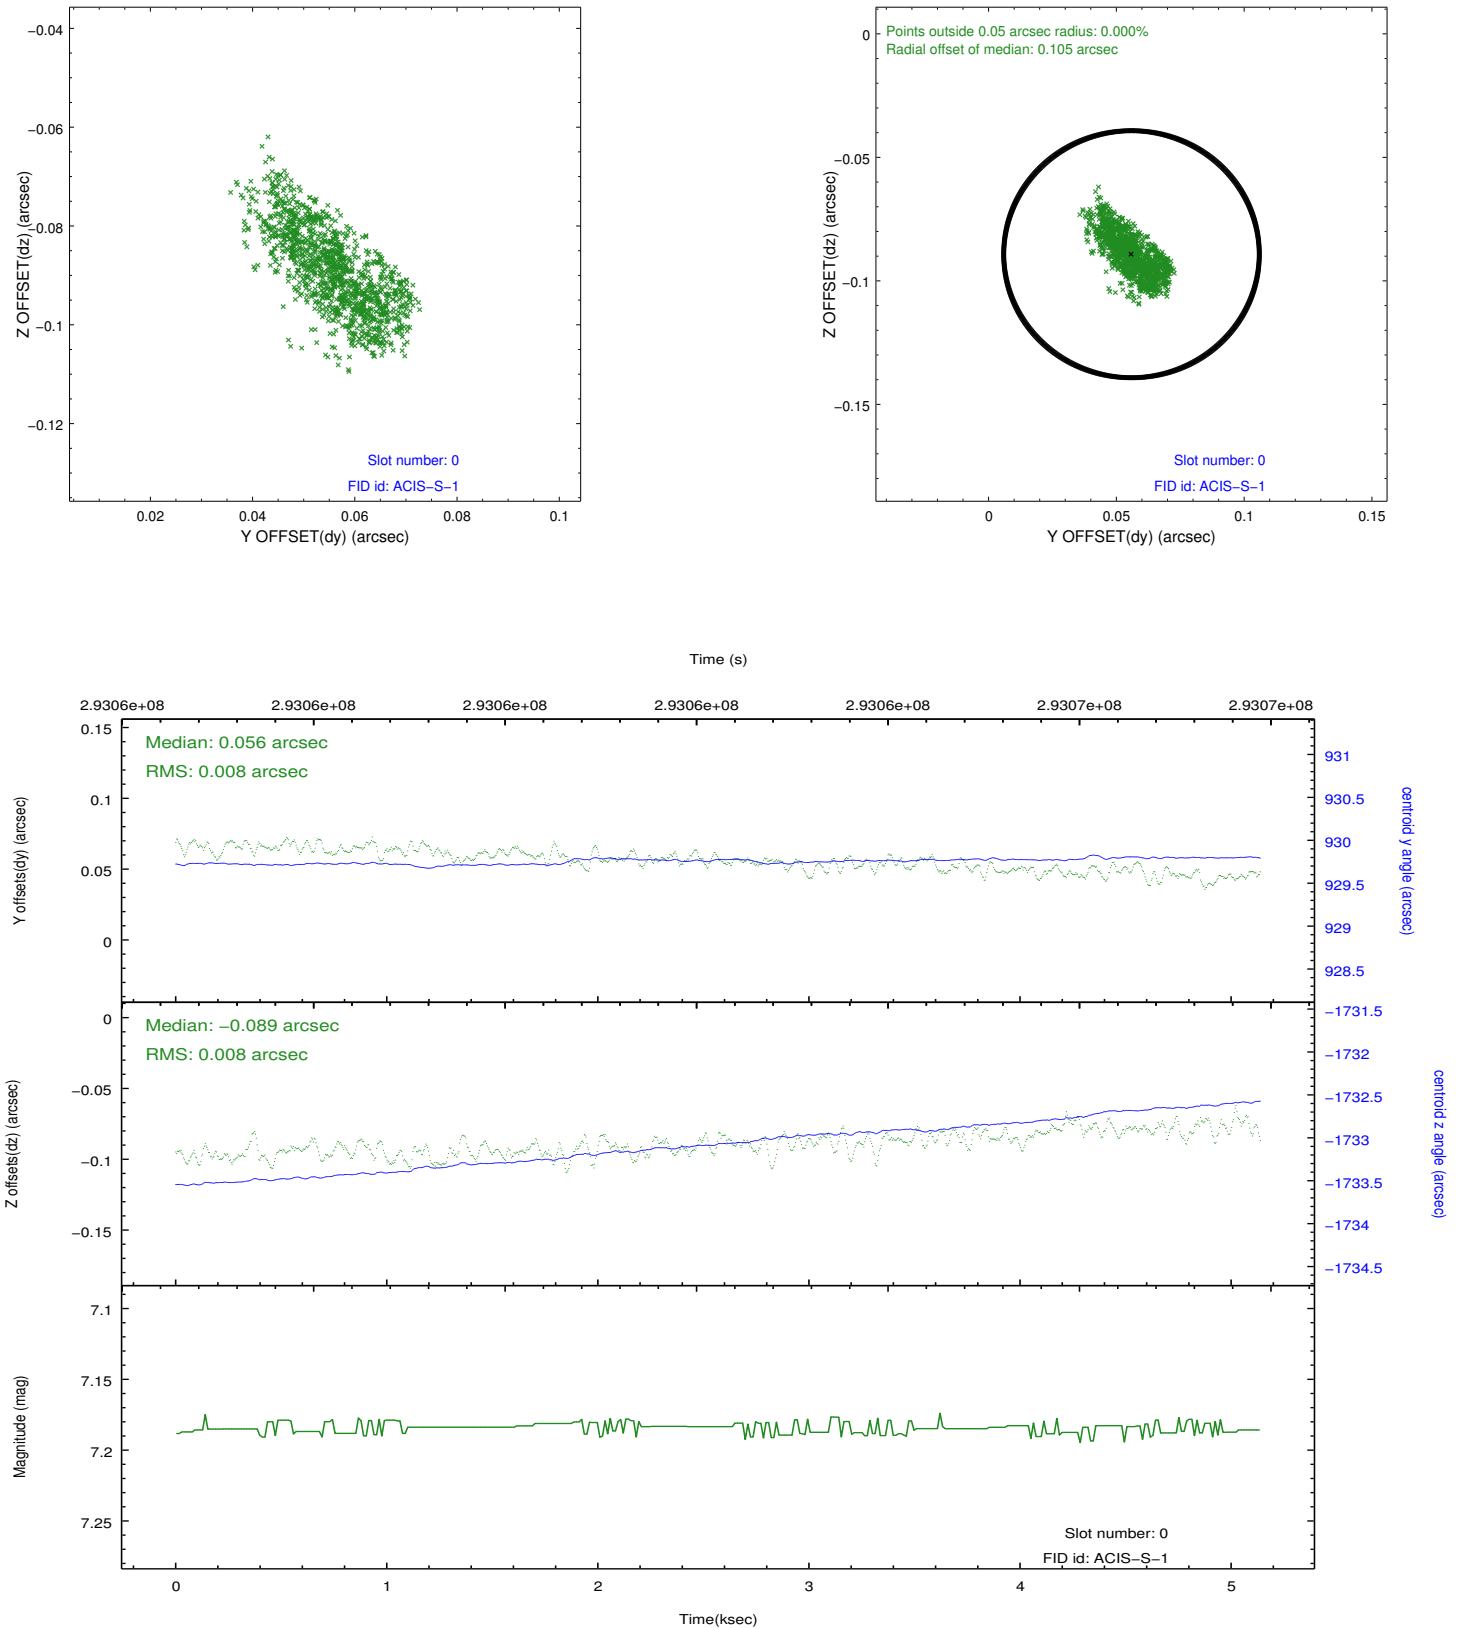 −0.04
−0.06
−0.08
−0.1
−0.12
Z OFFSET(dz) (arcsec)
0.02 0.04 0.06 0.08 0.1
Y OFFSET(dy) (arcsec)
Slot number: 0
FID id: ACIS−S−1
Points outside 0.05 arcsec radius: 0.000%
Radial offset of median: 0.105 arcsec
0
−0.05
−0.1
−0.15
Z OFFSET(dz) (arcsec)
0 0.05 0.1 0.15
Y OFFSET(dy) (arcsec)
Slot number: 0
FID id: ACIS−S−1
Time (s)
2.9306e+08 2.9306e+08 2.9306e+08 2.9306e+08 2.9306e+08 2.9307e+08 2.9307e+08
Median: 0.056 arcsec
RMS: 0.008 arcsec
0.15
0.1
0.05
0
Y offsets(dy) (arcsec)
931
930.5
930
929.5
929
928.5
centroid y angle (arcsec)
Median: −0.089 arcsec
RMS: 0.008 arcsec
0
−0.05
−0.1
−0.15
Z offsets(dz) (arcsec)
−1731.5
−1732
−1732.5
−1733
−1733.5
−1734
−1734.5
centroid z angle (arcsec)
7.1
7.15
7.2
7.25
Magnitude (mag)
Slot number: 0
FID id: ACIS−S−1
0 1 2 3 4 5
Time(ksec)